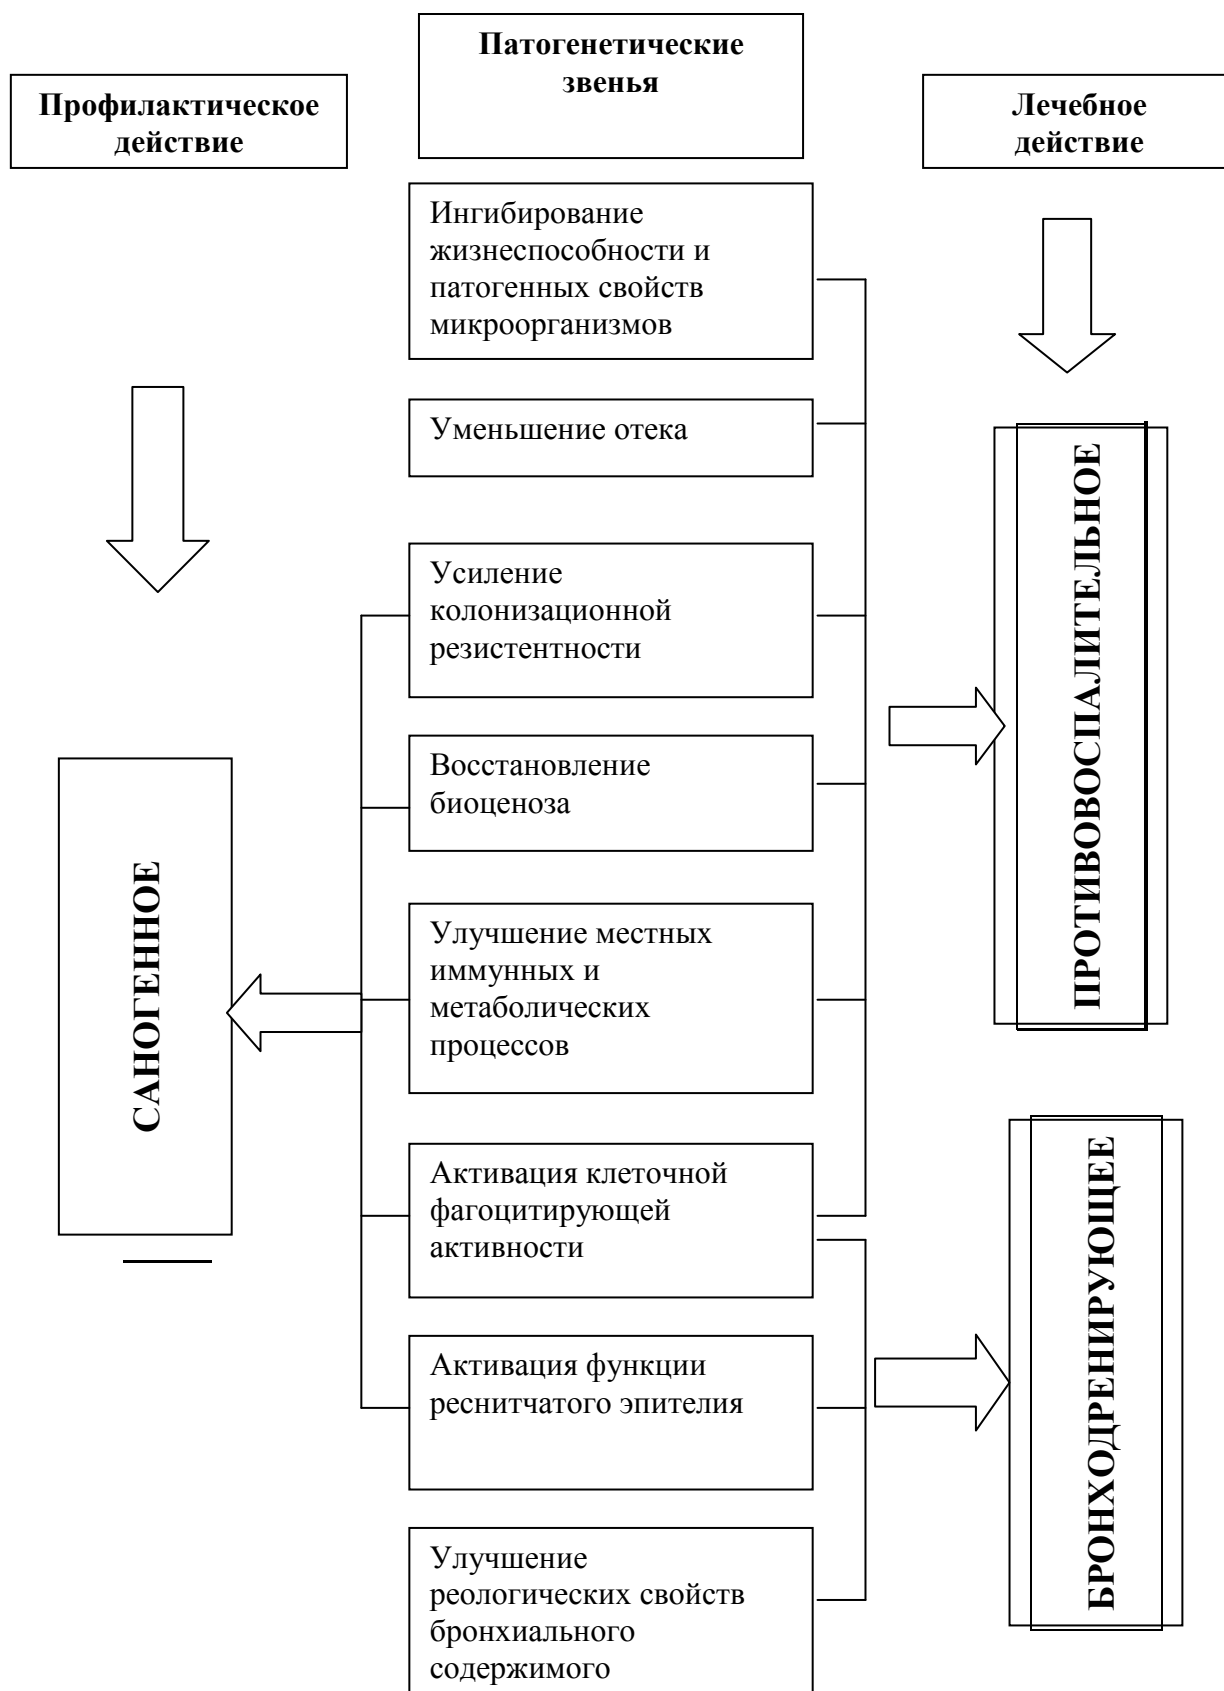 Патогенетические
звенья
Профилактическое
действие
Лечебное
действие
Ингибирование
жизнеспособности и
патогенных свойств
микроорганизмов
Уменьшение отека
Усиление
колонизационной
резистентности
Восстановление
биоценоза
Улучшение местных
иммунных и
метаболических
процессов
Активация клеточной
фагоцитирующей
активности
Активация функции
реснитчатого эпителия
Улучшение
реологических свойств
бронхиального
содержимого
САНОГЕННОЕ
ПРОТИВОВОСПАЛИТЕЛЬНОЕ
БРОНХОДРЕНИРУЮЩЕЕ